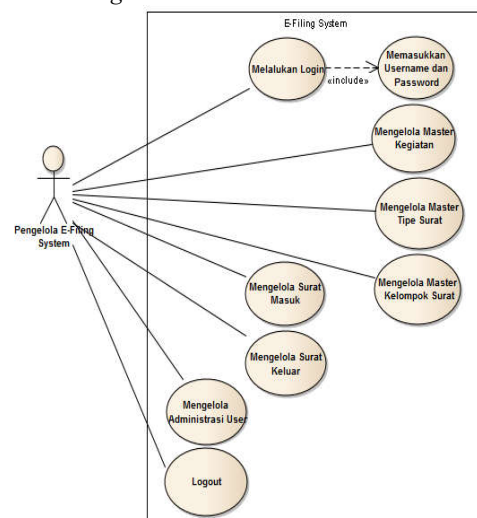 E-Filing System
Melalukan Login
«include»
Memasukkan
Username dan
Password
Mengelola Master
Kegiatan
Mengelola Master
Tipe Surat
Pengelola E-Filing
System
Mengelola Master
Kelompok Surat
Mengelola Surat
Masuk
Mengelola Surat
Keluar
Mengelola
Administrasi User
Logout